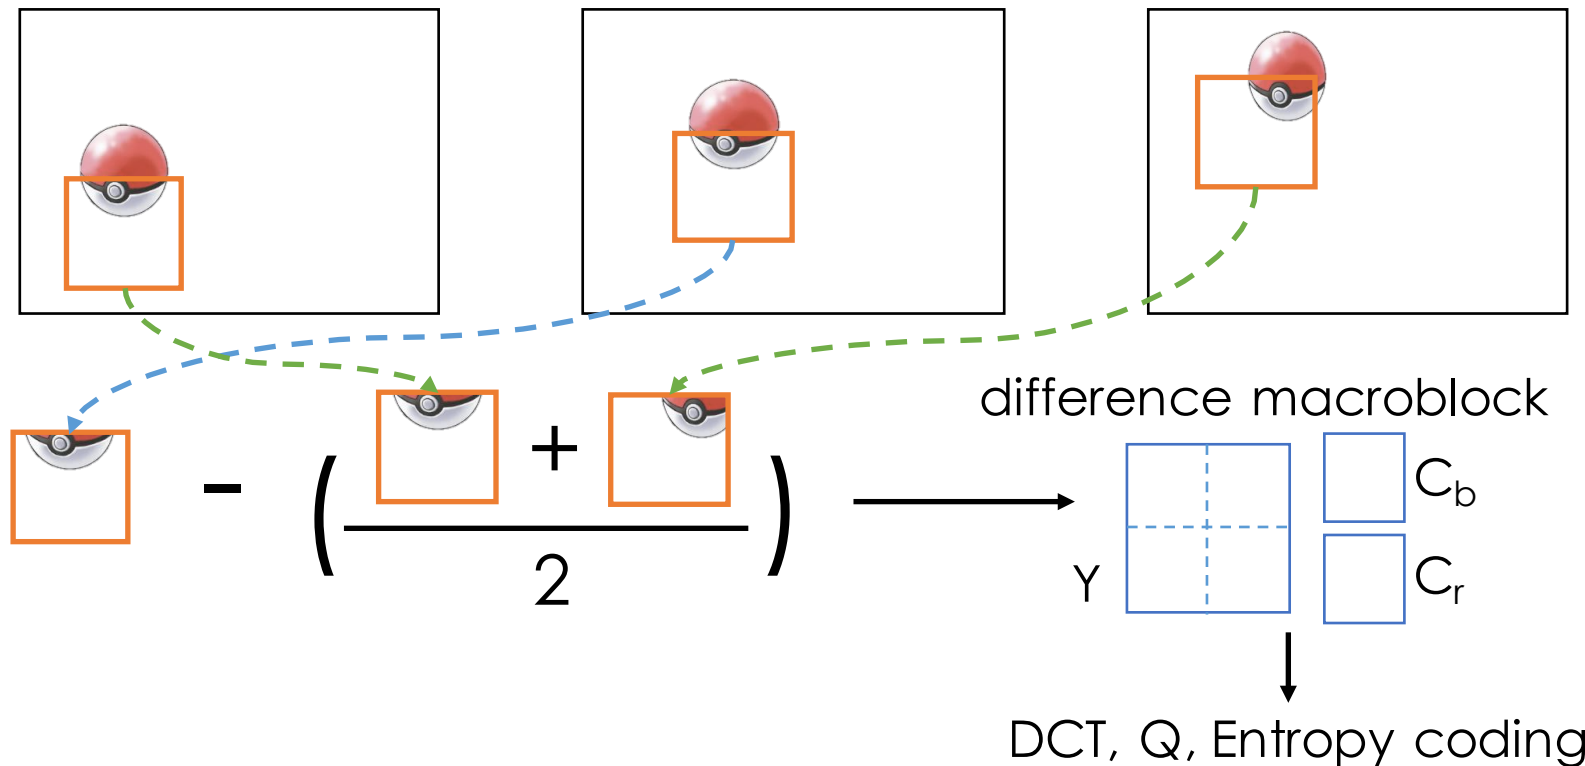 − ( + )
2
difference macroblock
Y
C_b
C_r
DCT, Q, Entropy coding